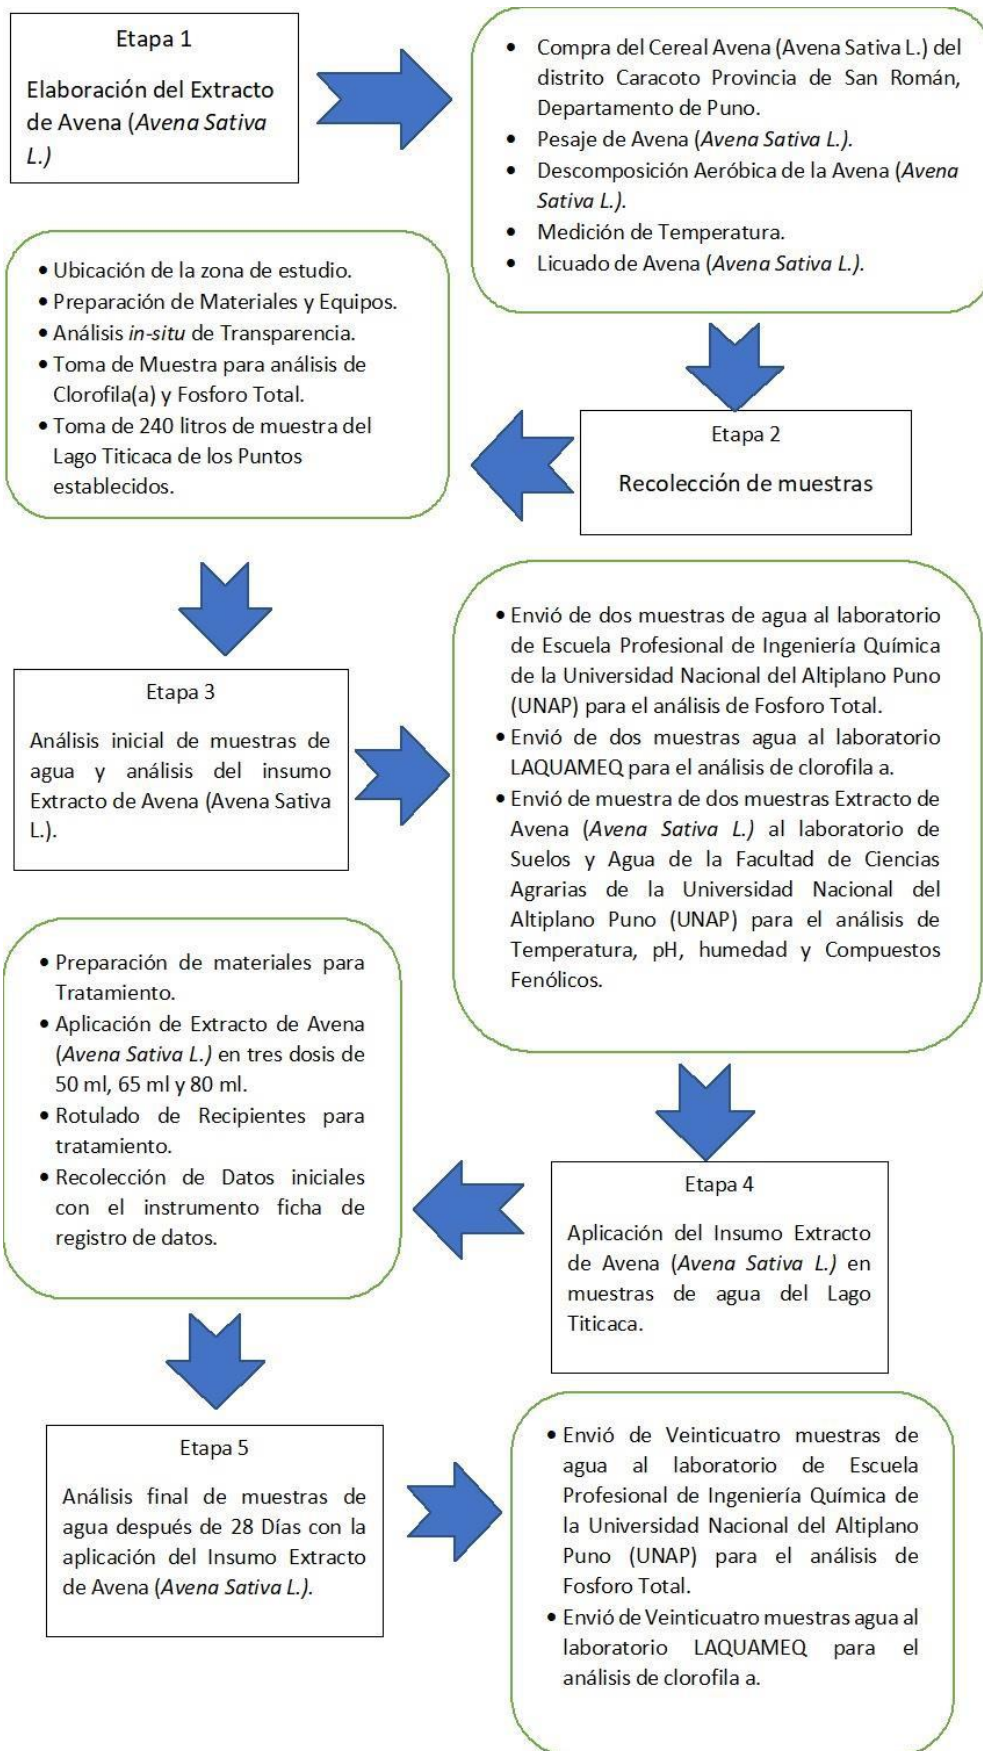 Etapa 1
Elaboración del Extracto
de Avena (Avena Sativa
L.)
• Compra del Cereal Avena (Avena Sativa L.) del
distrito Caracoto Provincia de San Román,
Departamento de Puno.
• Pesaje de Avena (Avena Sativa L.).
• Descomposición Aeróbica de la Avena (Avena
Sativa L.).
• Medición de Temperatura.
• Licuado de Avena (Avena Sativa L.).
Etapa 2
Recolección de muestras
• Ubicación de la zona de estudio.
• Preparación de Materiales y Equipos.
• Análisis in-situ de Transparencia.
• Toma de Muestra para análisis de
Clorofila(a) y Fosforo Total.
• Toma de 240 litros de muestra del
Lago Titicaca de los Puntos
establecidos.
Etapa 3
Análisis inicial de muestras de
agua y análisis del insumo
Extracto de Avena (Avena Sativa
L.).
• Envió de dos muestras de agua al laboratorio
de Escuela Profesional de Ingeniería Química
de la Universidad Nacional del Altiplano Puno
(UNAP) para el análisis de Fosforo Total.
• Envió de dos muestras agua al laboratorio
LAQUAMEQ para el análisis de clorofila a.
• Envió de muestra de dos muestras Extracto de
Avena (Avena Sativa L.) al laboratorio de
Suelos y Agua de la Facultad de Ciencias
Agrarias de la Universidad Nacional del
Altiplano Puno (UNAP) para el análisis de
Temperatura, pH, humedad y Compuestos
Fenólicos.
Etapa 4
Aplicación del Insumo Extracto
de Avena (Avena Sativa L.) en
muestras de agua del Lago
Titicaca.
• Preparación de materiales para
Tratamiento.
• Aplicación de Extracto de Avena
(Avena Sativa L.) en tres dosis de
50 ml, 65 ml y 80 ml.
• Rotulado de Recipientes para
tratamiento.
• Recolección de Datos iniciales
con el instrumento ficha de
registro de datos.
Etapa 5
Análisis final de muestras de
agua después de 28 Días con la
aplicación del Insumo Extracto
de Avena (Avena Sativa L.).
• Envió de Veinticuatro muestras de
agua al laboratorio de Escuela
Profesional de Ingeniería Química de
la Universidad Nacional del Altiplano
Puno (UNAP) para el análisis de
Fosforo Total.
• Envió de Veinticuatro muestras agua al
laboratorio LAQUAMEQ para el
análisis de clorofila a.